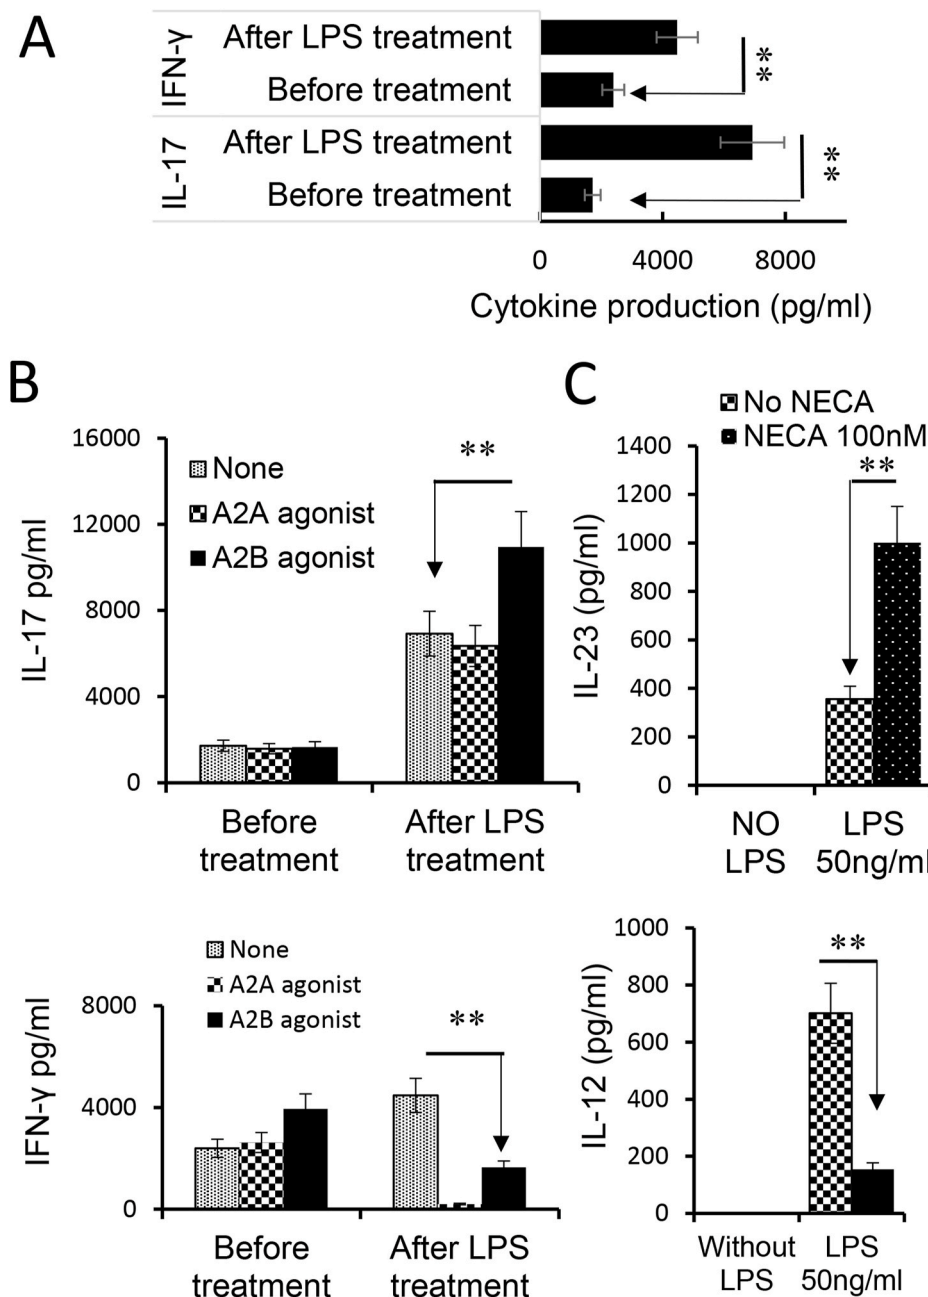 A
IFN-γ
After LPS treatment
Before treatment
**
IL-17
After LPS treatment
Before treatment
**
0 4000 8000
Cytokine production (pg/ml)
B
IL-17 pg/ml
16000
12000
8000
4000
0
None
A2A agonist
A2B agonist
**
Before
treatment
After LPS
treatment
C
No NECA
NECA 100nM
IL-23 (pg/ml)
1400
1200
1000
800
600
400
200
0
**
NO
LPS
LPS
50ng/ml
IFN-γ pg/ml
8000
4000
0
None
A2A agonist
A2B agonist
**
Before
treatment
After LPS
treatment
IL-12 (pg/ml)
1000
800
600
400
200
0
**
Without
LPS
LPS
50ng/ml